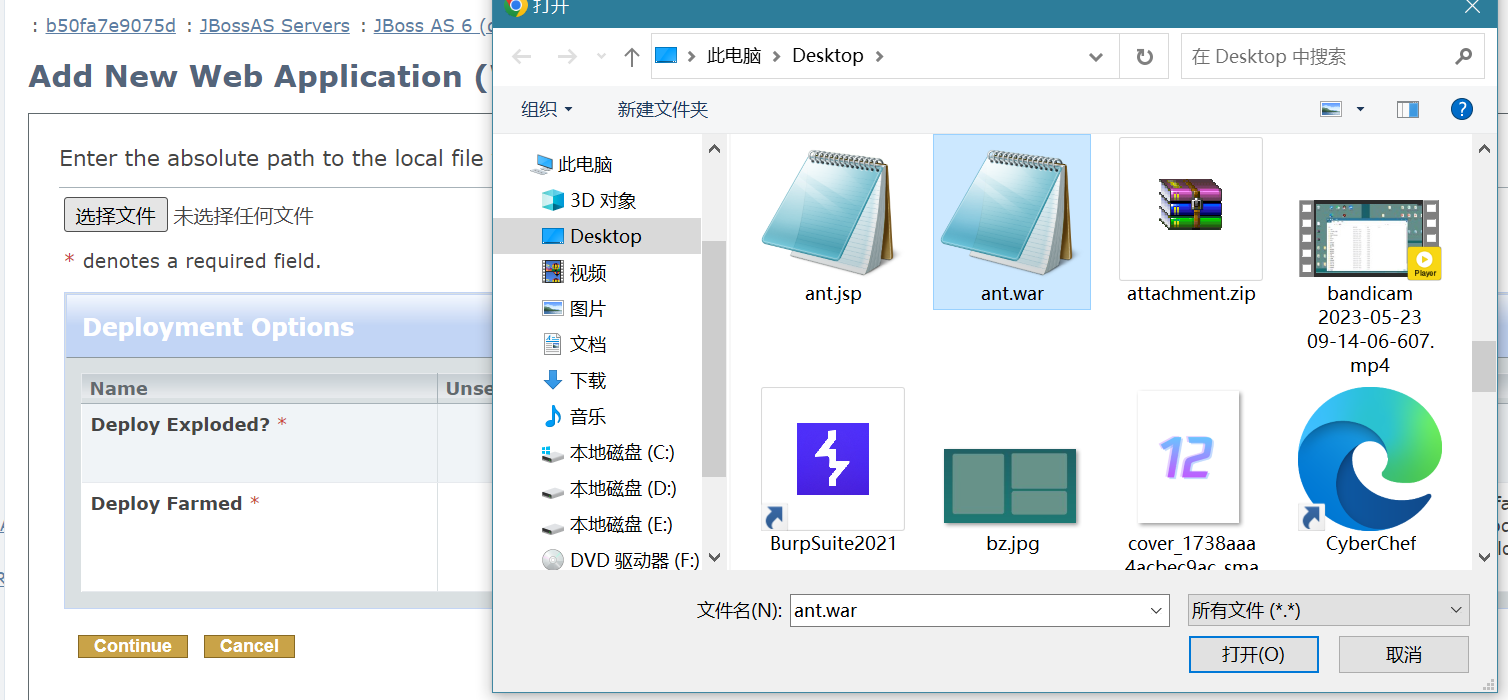 打开
: b50fa7e9075d : JBossAS Servers : JBoss AS 6 (
Add New Web Application (
此电脑 Desktop
在 Desktop 中搜索
组织 新建文件夹
Enter the absolute path to the local file
选择文件 未选择任何文件
* denotes a required field.
Deployment Options
Name Unse
Deploy Exploded? *
Deploy Farmed *
Continue Cancel
此电脑
3D 对象
Desktop
视频
图片
文档
下载
音乐
本地磁盘 (C:)
本地磁盘 (D:)
本地磁盘 (E:)
DVD 驱动器 (F:)
ant.jsp
ant.war
attachment.zip
Player
bandicam
2023-05-23
09-14-06-607.
mp4
BurpSuite2021
bz.jpg
12
cover_1738aaa
4acbec9ac_sma
CyberChef
文件名(N): ant.war
所有文件 (*.*)
打开(O) 取消